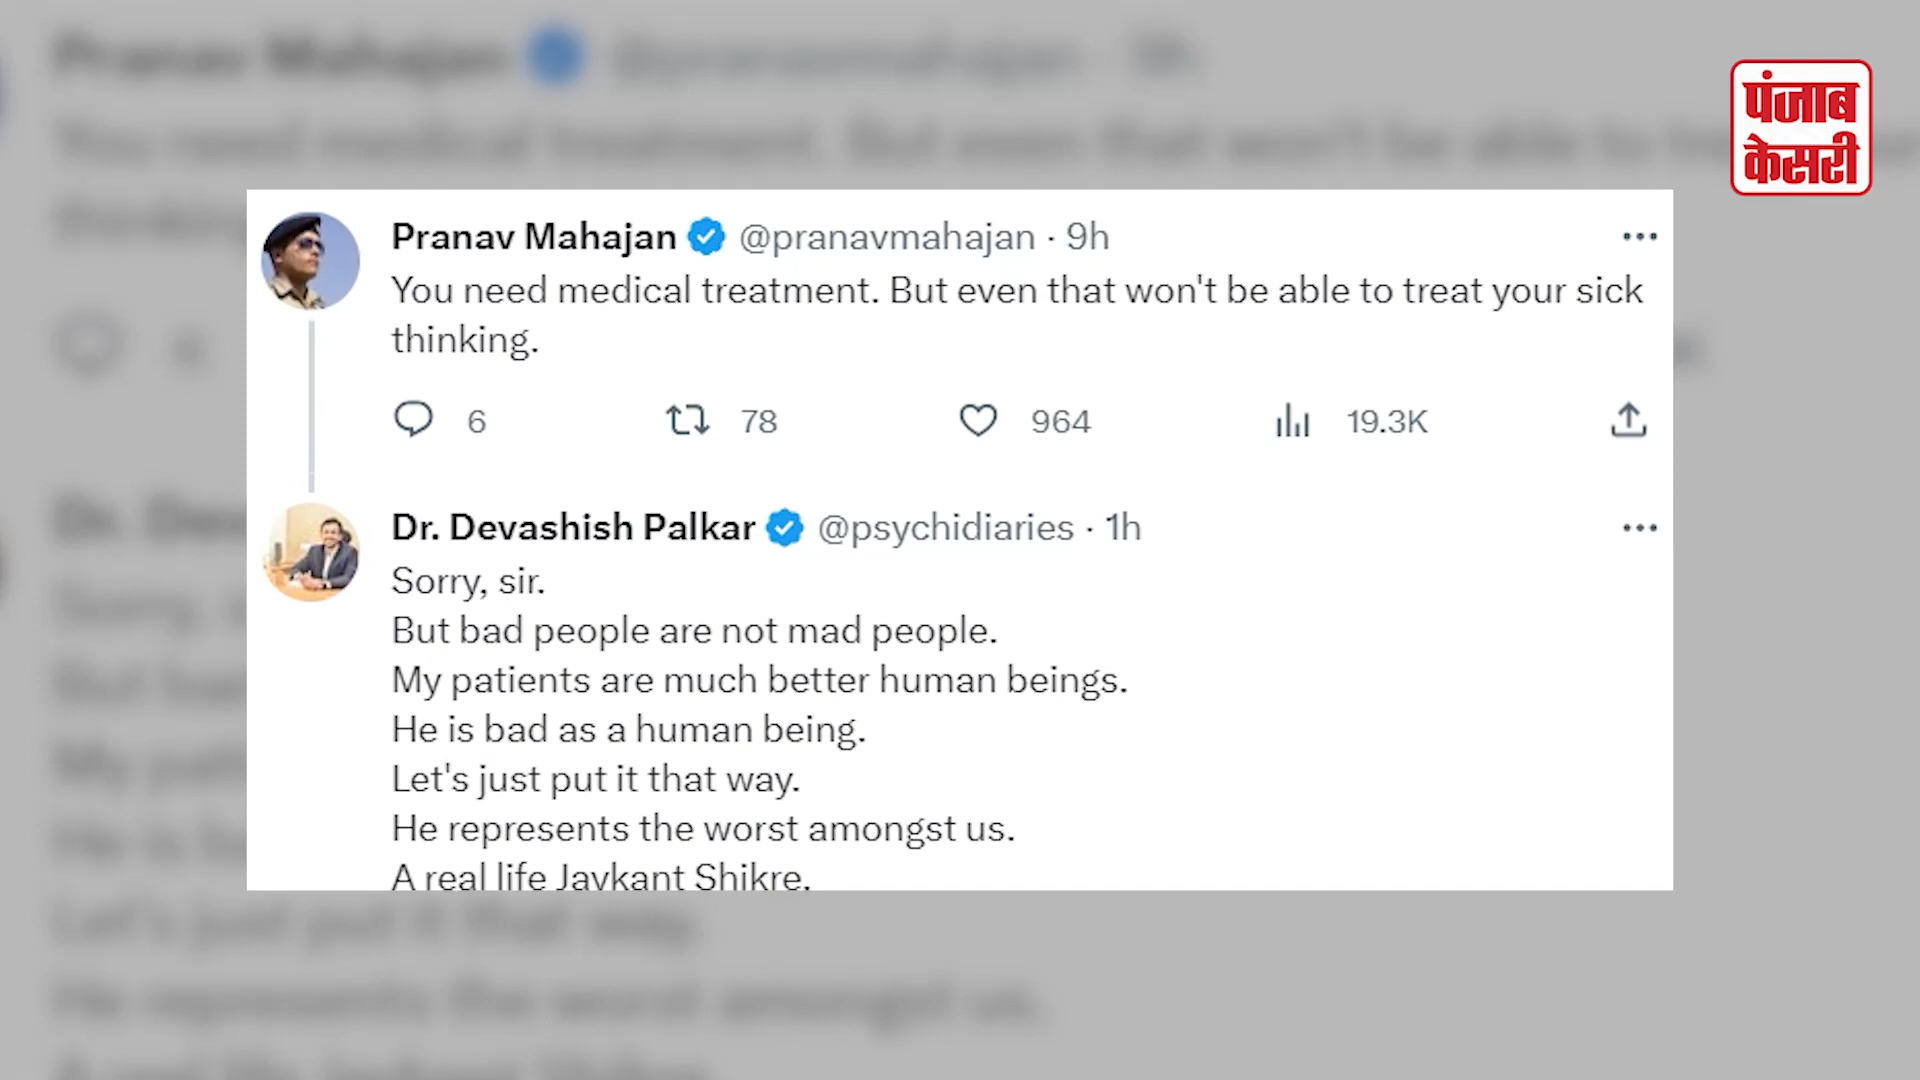 पंजाब
केसरी
Pranav Mahajan @pranavmahajan · 9h
You need medical treatment. But even that won't be able to treat your sick
thinking.
6 78 964 19.3K
Dr. Devashish Palkar @psychidiaries · 1h
Sorry, sir.
But bad people are not mad people.
My patients are much better human beings.
He is bad as a human being.
Let's just put it that way.
He represents the worst amongst us.
A real life Jaykant Shikre.